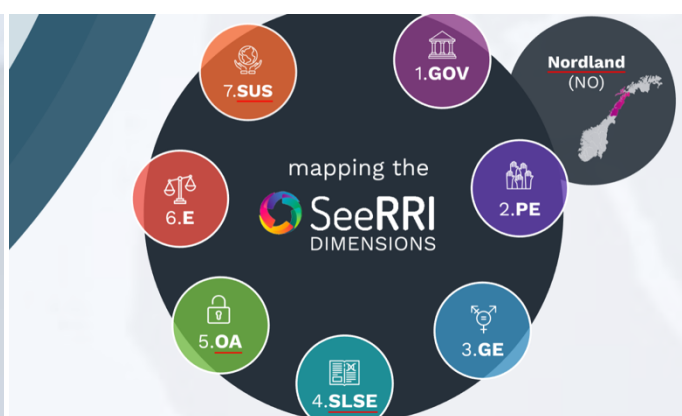 mapping the
SeeRRI
DIMENSIONS
1.GOV
2.PE
3.GE
4.SLSE
5.OA
6.E
7.SUS
Nordland
(NO)